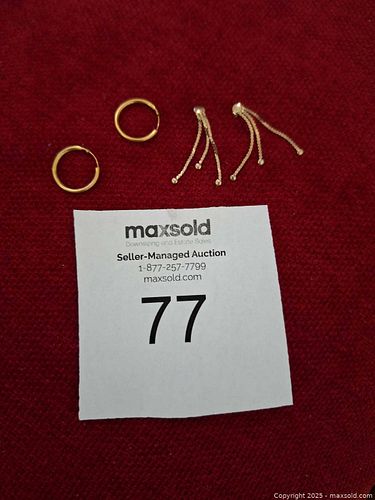 maxsold
Downsizing and Estate Sales
Seller-Managed Auction
1-877-257-7799
maxsold.com
77
Copyright 2025 - maxsold.com